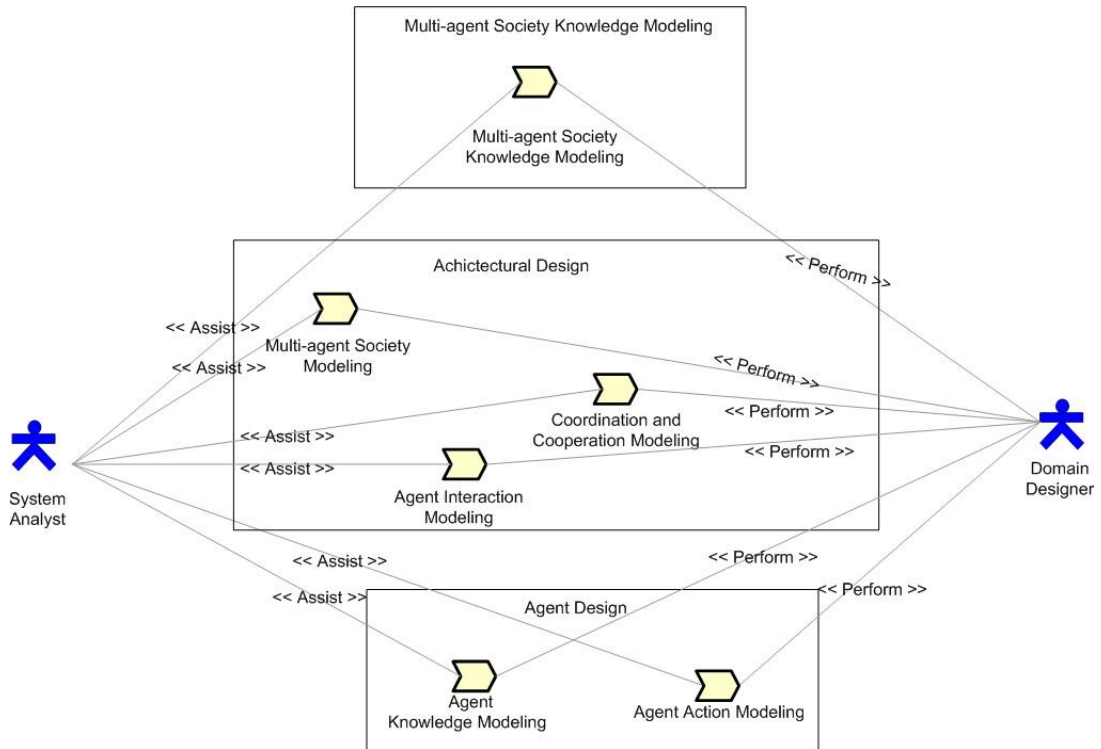 Multi-agent Society Knowledge Modeling
Multi-agent Society
Knowledge Modeling
Achictectural Design
<< Perform >>
<< Assist >>
<< Assist >>
Multi-agent Society
Modeling
<< Perform >>
<< Perform >>
Coordination and
Cooperation Modeling
<< Assist >>
<< Perform >>
<< Assist >>
Agent Interaction
Modeling
System
Analyst
Domain
Designer
<< Assist >>
<< Perform >>
<< Assist >>
<< Perform >>
Agent Design
Agent
Knowledge Modeling
Agent Action Modeling